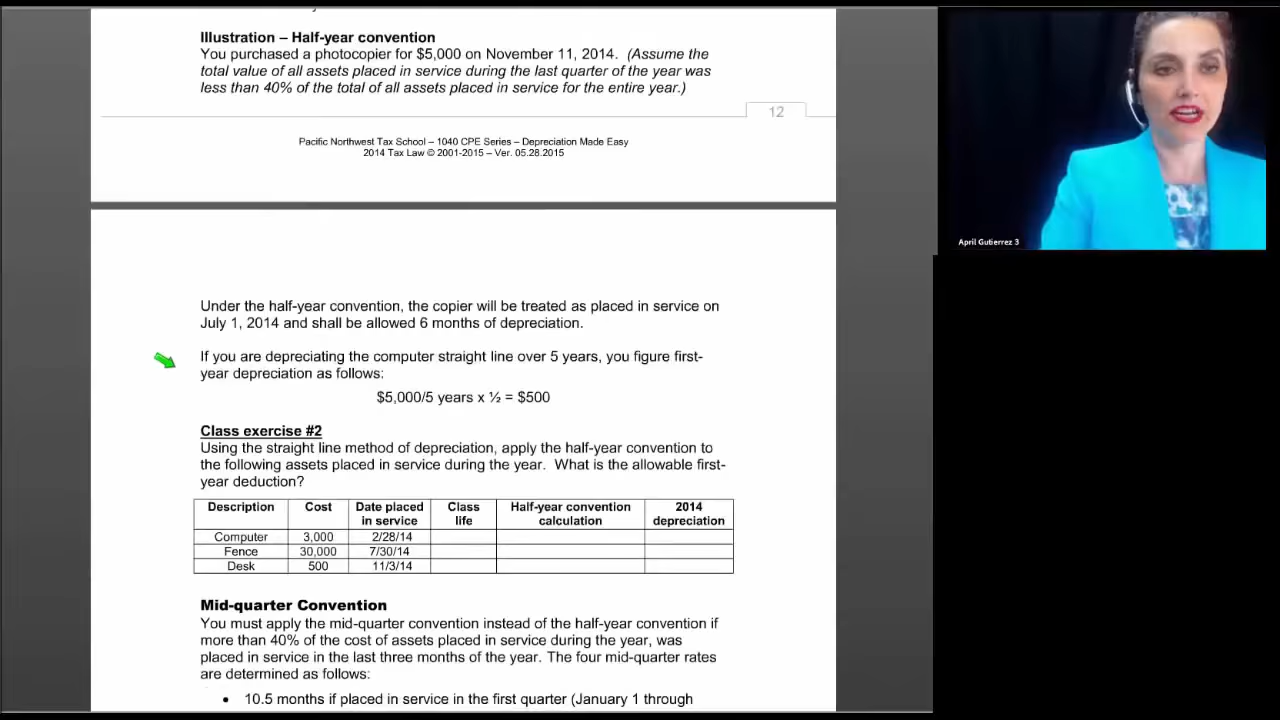 Illustration – Half-year convention
You purchased a photocopier for $5,000 on November 11, 2014. (Assume the
total value of all assets placed in service during the last quarter of the year was
less than 40% of the total of all assets placed in service for the entire year.)
12
Pacific Northwest Tax School – 1040 CPE Series – Depreciation Made Easy
2014 Tax Law © 2001-2015 – Ver. 05.28.2015
Under the half-year convention, the copier will be treated as placed in service on
July 1, 2014 and shall be allowed 6 months of depreciation.
If you are depreciating the computer straight line over 5 years, you figure first-
year depreciation as follows:
$5,000/5 years x ½ = $500
Class exercise #2
Using the straight line method of depreciation, apply the half-year convention to
the following assets placed in service during the year. What is the allowable first-
year deduction?
Description Cost Date placed in service Class life Half-year convention calculation 2014 depreciation
Computer 3,000 2/28/14
Fence 30,000 7/30/14
Desk 500 11/3/14
Mid-quarter Convention
You must apply the mid-quarter convention instead of the half-year convention if
more than 40% of the cost of assets placed in service during the year, was
placed in service in the last three months of the year. The four mid-quarter rates
are determined as follows:
• 10.5 months if placed in service in the first quarter (January 1 through
April Gutierrez 3